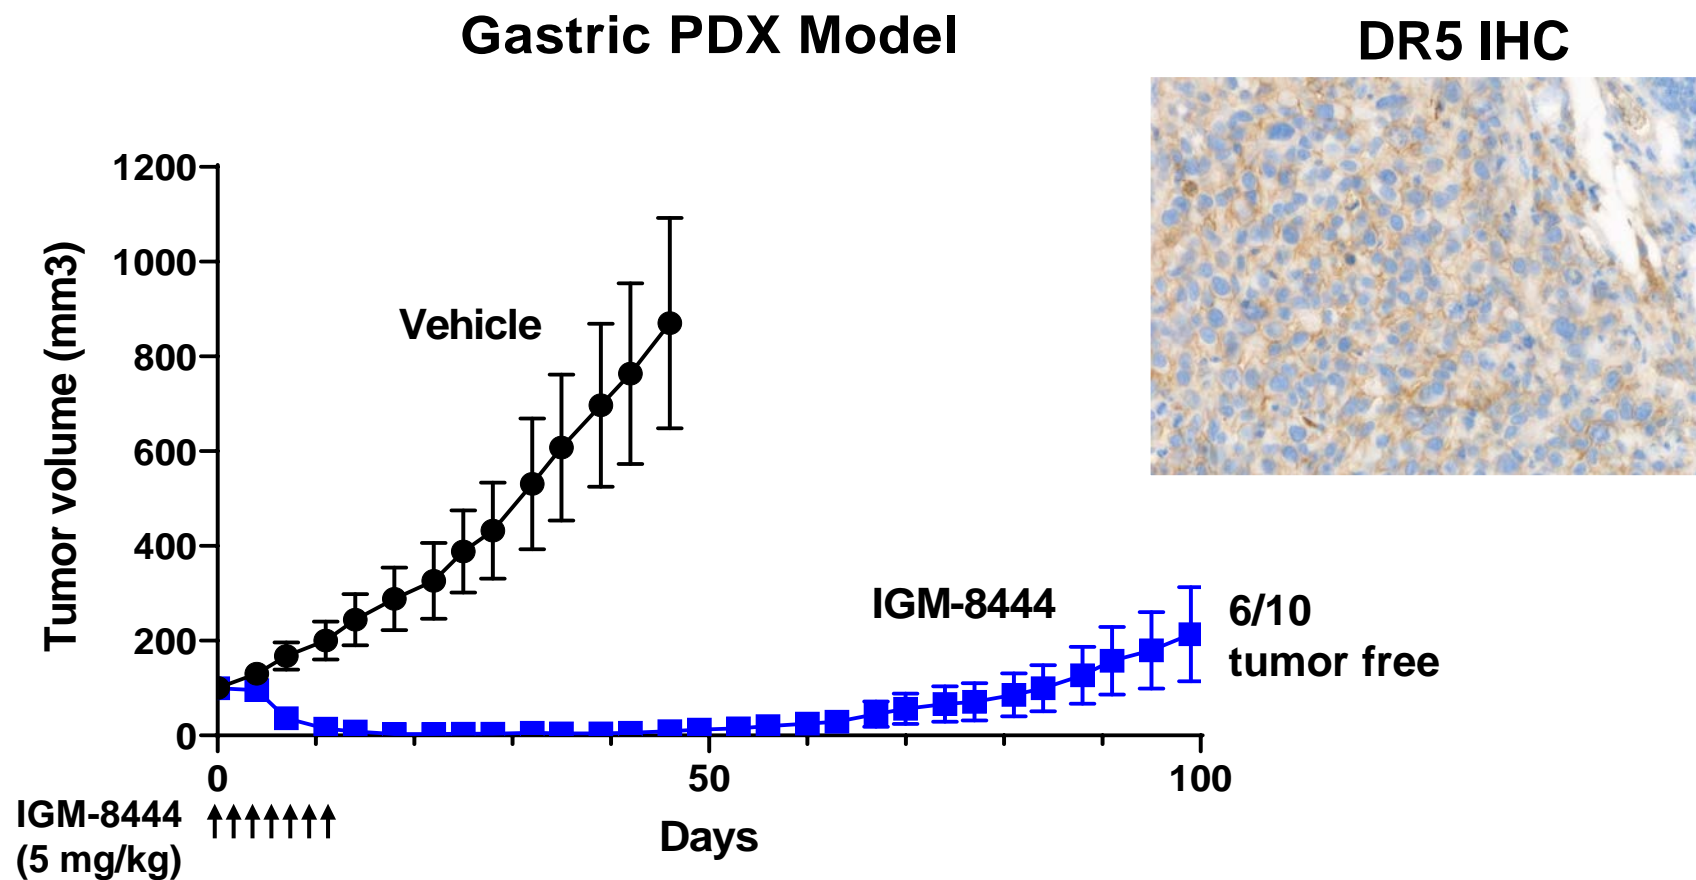 Gastric PDX Model
DR5 IHC
1200
1000
800
600
400
200
0
Tumor volume (mm3)
Vehicle
IGM-8444
6/10
tumor free
0
50
100
Days
IGM-8444
(5 mg/kg)